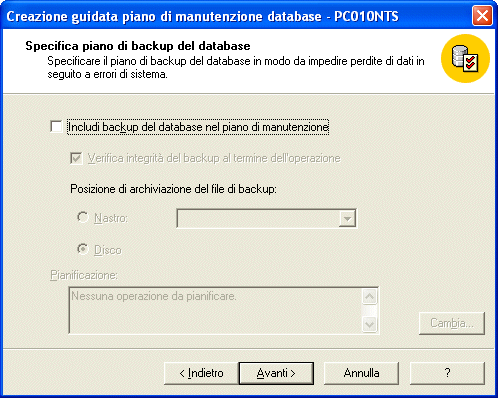 Creazione guidata piano di manutenzione database - PC010NTS
Specifica piano di backup del database
Specificare il piano di backup del database in modo da impedire perdite di dati in
seguito a errori di sistema.
Includi backup del database nel piano di manutenzione
Verifica integrità del backup al termine dell'operazione
Posizione di archiviazione del file di backup:
Nastro:
Disco
Pianificazione:
Nessuna operazione da pianificare.
Cambia...
< Indietro
Avanti >
Annulla
?